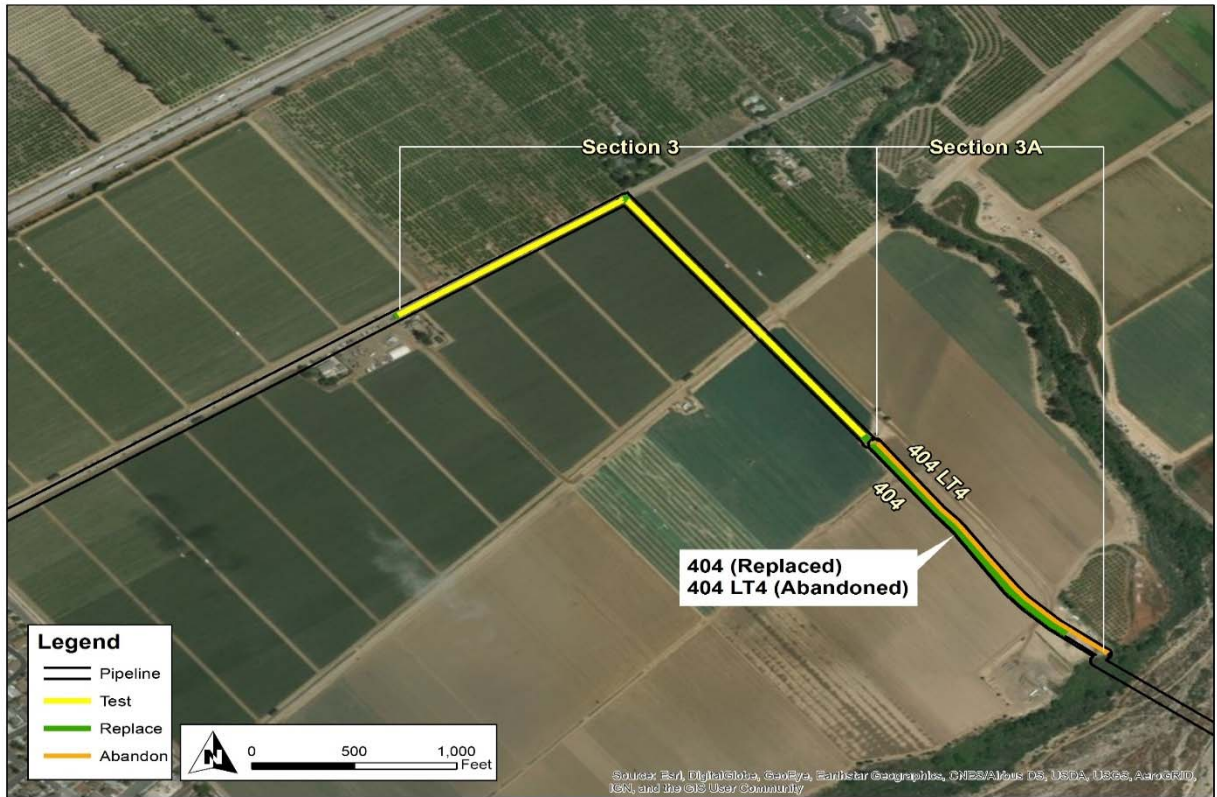 Section 3
Section 3A
404 LT4
404
404 (Replaced)
404 LT4 (Abandoned)
Legend
Pipeline
Test
Replace
Abandon
N
0 500 1,000
Feet
Source: Esri, DigitalGlobe, GeoEye, Earthstar Geographics, CNES/Airbus DS, USDA, USGS, AeroGRID,
IGN, and the GIS User Community